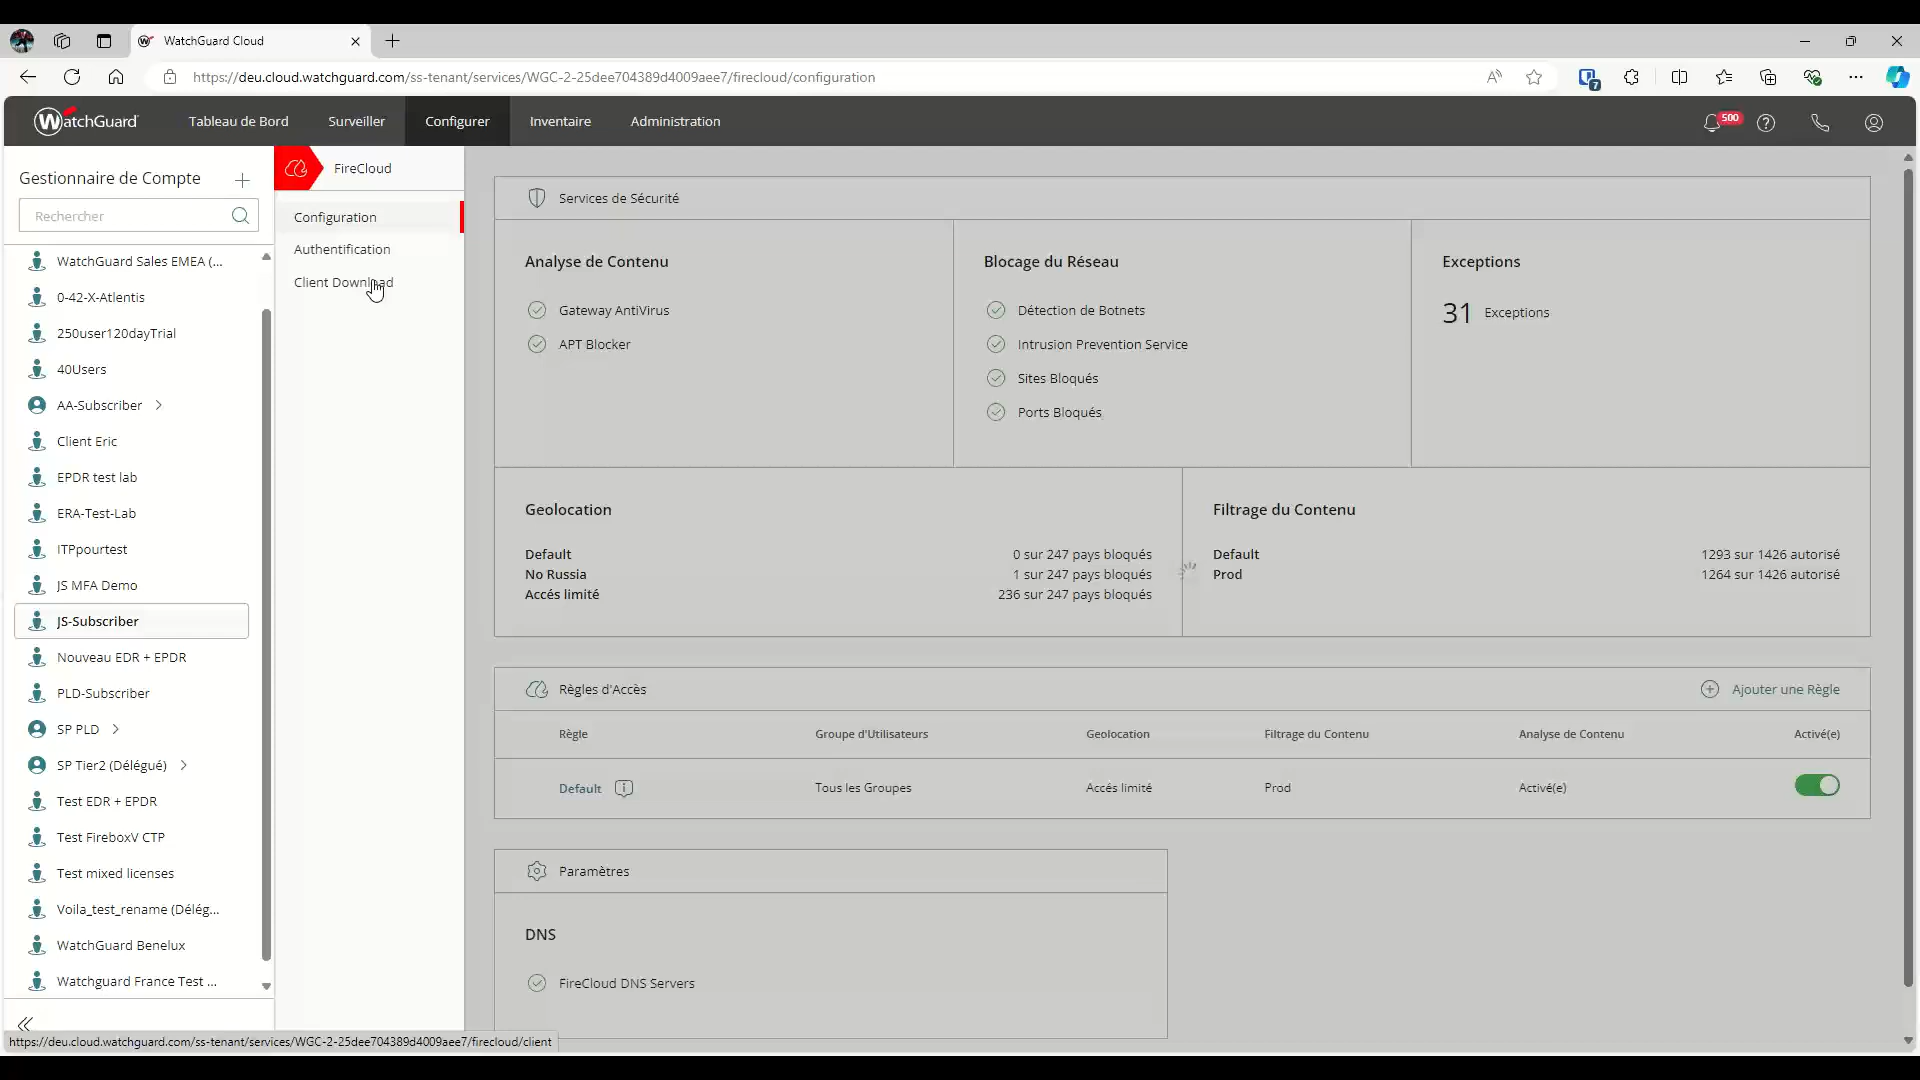 WatchGuard Cloud
https://deu.cloud.watchguard.com/ss-tenant/services/WGC-2-25dee704389d4009aee7/firecloud/configuration
7
WatchGuard
Tableau de Bord
Surveiller
Configurer
Inventaire
Administration
500
Gestionnaire de Compte
Rechercher
WatchGuard Sales EMEA (...
0-42-X-Atlentis
250user120dayTrial
40Users
AA-Subscriber
Client Eric
EPDR test lab
ERA-Test-Lab
ITPpourtest
JS MFA Demo
JS-Subscriber
Nouveau EDR + EPDR
PLD-Subscriber
SP PLD
SP Tier2 (Délégué)
Test EDR + EPDR
Test FireboxV CTP
Test mixed licenses
Voila_test_rename (Délég...
WatchGuard Benelux
Watchguard France Test ...
FireCloud
Configuration
Authentification
Client Download
Services de Sécurité
Analyse de Contenu
Gateway AntiVirus
APT Blocker
Blocage du Réseau
Détection de Botnets
Intrusion Prevention Service
Sites Bloqués
Ports Bloqués
Exceptions
31 Exceptions
Geolocation
Default 0 sur 247 pays bloqués
No Russia 1 sur 247 pays bloqués
Accés limité 236 sur 247 pays bloqués
Filtrage du Contenu
Default 1293 sur 1426 autorisé
Prod 1264 sur 1426 autorisé
Règles d'Accès
Ajouter une Règle
Règle Groupe d'Utilisateurs Geolocation Filtrage du Contenu Analyse de Contenu Activé(e)
Default Tous les Groupes Accés limité Prod Activé(e)
Paramètres
DNS
FireCloud DNS Servers
https://deu.cloud.watchguard.com/ss-tenant/services/WGC-2-25dee704389d4009aee7/firecloud/client